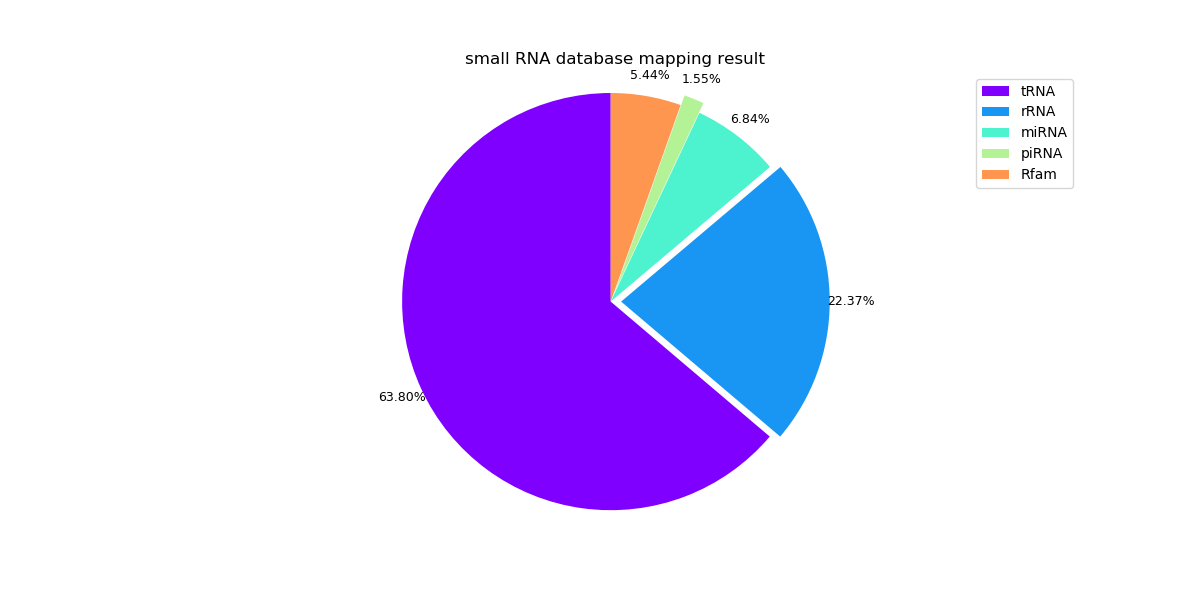 small RNA database mapping result
5.44%
1.55%
6.84%
22.37%
63.80%
tRNA
rRNA
miRNA
piRNA
Rfam